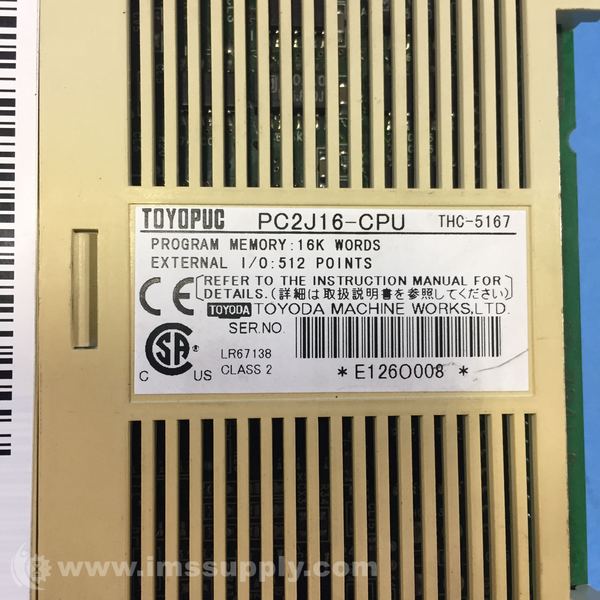 TOYOPUC PC2J16-CPU THC-5167
PROGRAM MEMORY:16K WORDS
EXTERNAL I/O:512 POINTS
CE
REFER TO THE INSTRUCTION MANUAL FOR
DETAILS.(詳細は取扱説明書を参照してください)
TOYODA TOYODA MACHINE WORKS,LTD.
SER.NO.
SA
C US
LR67138
CLASS 2
* E1260008 *
www.imssupply.com